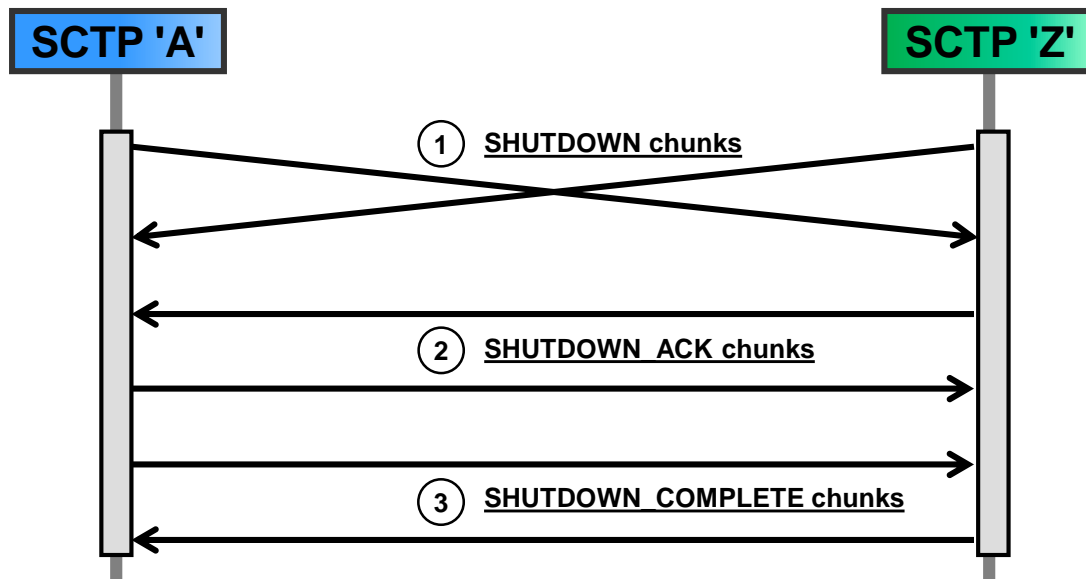 SCTP 'A'
SCTP 'Z'
1 SHUTDOWN chunks
2 SHUTDOWN_ACK chunks
3 SHUTDOWN_COMPLETE chunks